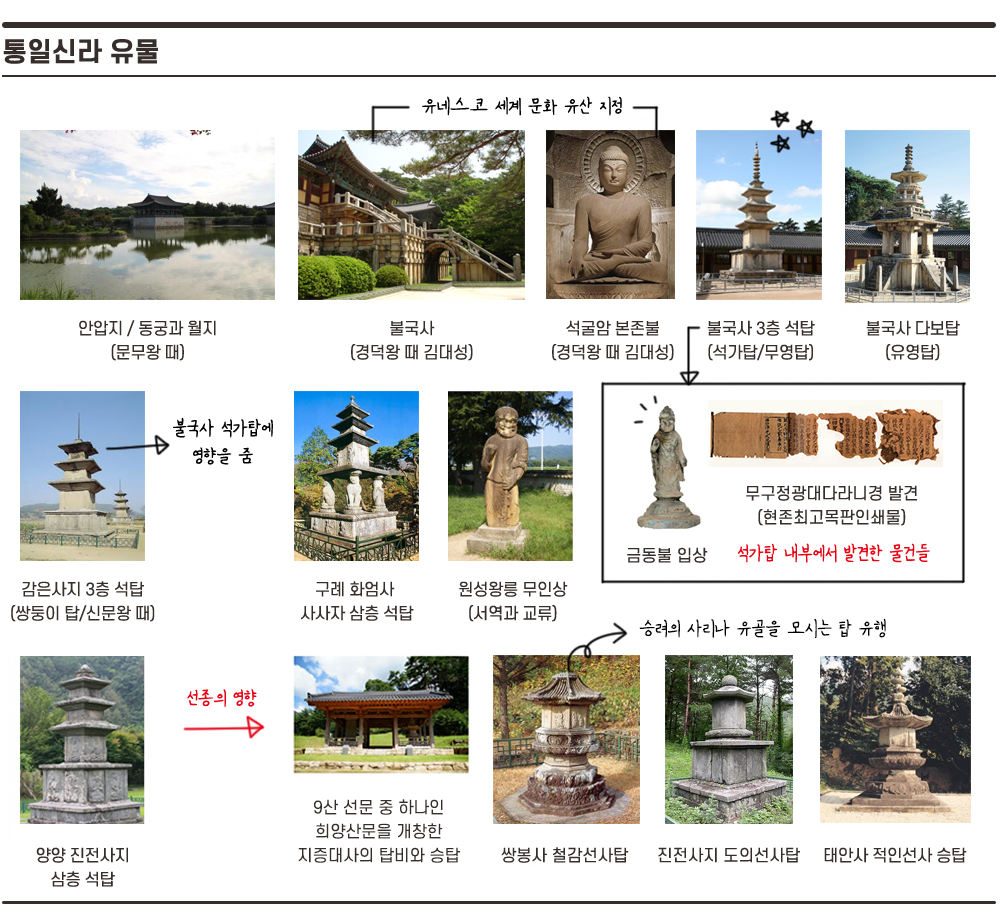 통일신라 유물
유네스코 세계 문화 유산 지정
안압지 / 동궁과 월지
(문무왕 때)
불국사
(경덕왕 때 김대성)
석굴암 본존불
(경덕왕 때 김대성)
불국사 3층 석탑
(석가탑/무영탑)
불국사 다보탑
(유영탑)
불국사 석가탑에
영향을 줌
감은사지 3층 석탑
(쌍둥이 탑/신문왕 때)
구례 화엄사
사사자 삼층 석탑
원성왕릉 무인상
(서역과 교류)
금동불 입상
무구정광대다라니경 발견
(현존최고목판인쇄물)
석가탑 내부에서 발견한 물건들
승려의 사리나 유골을 모시는 탑 유행
선종의 영향
양양 진전사지
삼층 석탑
9산 선문 중 하나인
희양산문을 개창한
지증대사의 탑비와 승탑
쌍봉사 철감선사탑
진전사지 도의선사탑
태안사 적인선사 승탑